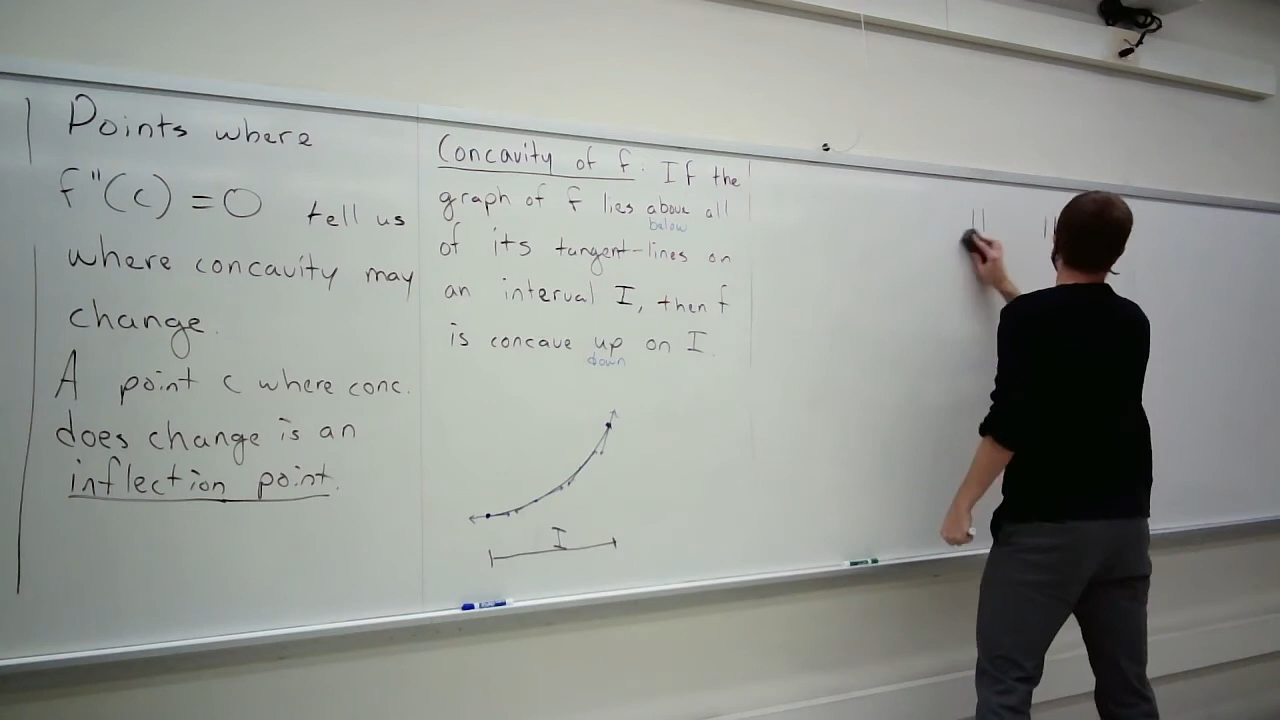 Points where
f"(c) = 0 tell us
where concavity may
change.
A point c where conc.
does change is an
inflection point.
Concavity of f: If the
graph of f lies above all
below
of its tangent-lines on
an interval I, then f
is concave up on I.
down
I